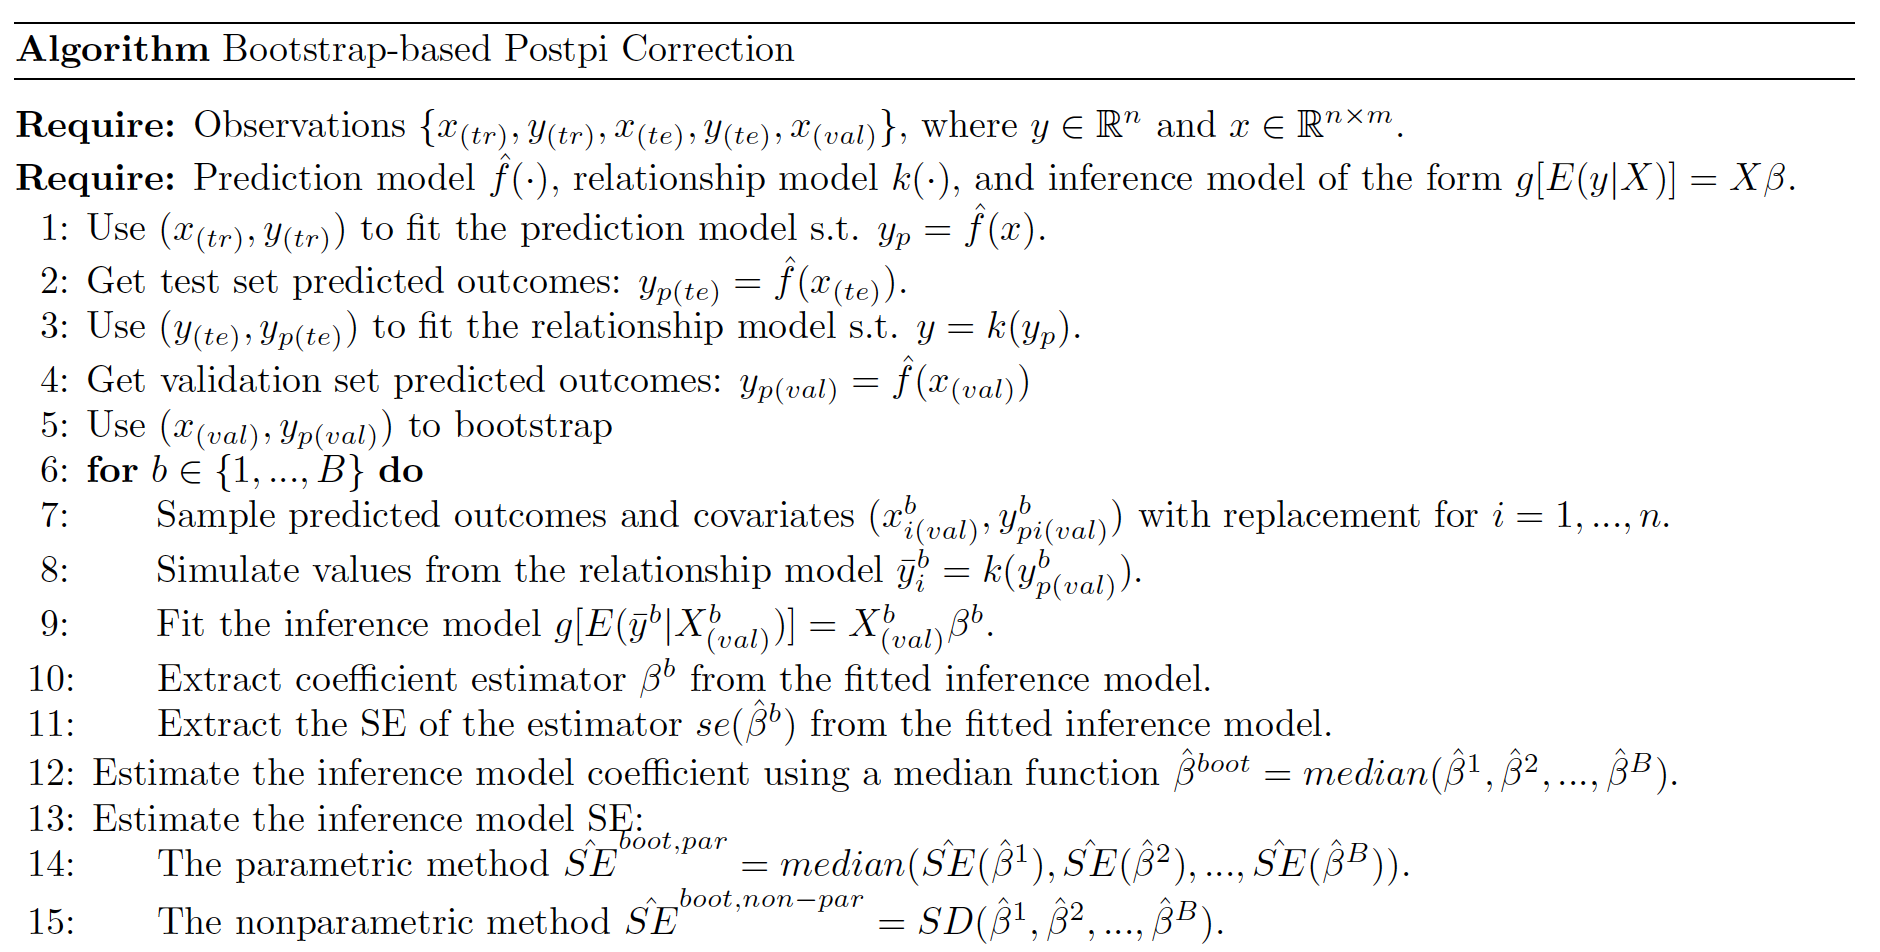 Algorithm Bootstrap-based Postpi Correction
Require: Observations $\{x_{(tr)}, y_{(tr)}, x_{(te)}, y_{(te)}, x_{(val)}\}$, where $y \in \mathbb{R}^n$ and $x \in \mathbb{R}^{n \times m}$.
Require: Prediction model $\hat{f}(\cdot)$, relationship model $k(\cdot)$, and inference model of the form $g[E(y|X)] = X\beta$.
1: Use $(x_{(tr)}, y_{(tr)})$ to fit the prediction model s.t. $y_p = \hat{f}(x)$.
2: Get test set predicted outcomes: $y_{p(te)} = \hat{f}(x_{(te)})$.
3: Use $(y_{(te)}, y_{p(te)})$ to fit the relationship model s.t. $y = k(y_p)$.
4: Get validation set predicted outcomes: $y_{p(val)} = \hat{f}(x_{(val)})$
5: Use $(x_{(val)}, y_{p(val)})$ to bootstrap
6: for $b \in \{1, ..., B\}$ do
7: Sample predicted outcomes and covariates $(x^b_{i(val)}, y^b_{pi(val)})$ with replacement for $i = 1, ..., n$.
8: Simulate values from the relationship model $\bar{y}^b_i = k(y^b_{p(val)})$.
9: Fit the inference model $g[E(\bar{y}^b|X^b_{(val)})] = X^b_{(val)}\beta^b$.
10: Extract coefficient estimator $\beta^b$ from the fitted inference model.
11: Extract the SE of the estimator $se(\hat{\beta}^b)$ from the fitted inference model.
12: Estimate the inference model coefficient using a median function $\hat{\beta}^{boot} = median(\hat{\beta}^1, \hat{\beta}^2, ..., \hat{\beta}^B)$.
13: Estimate the inference model SE:
14: The parametric method $\hat{SE}^{boot,par} = median(\hat{SE}(\hat{\beta}^1), \hat{SE}(\hat{\beta}^2), ..., \hat{SE}(\hat{\beta}^B))$.
15: The nonparametric method $\hat{SE}^{boot,non-par} = SD(\hat{\beta}^1, \hat{\beta}^2, ..., \hat{\beta}^B)$.